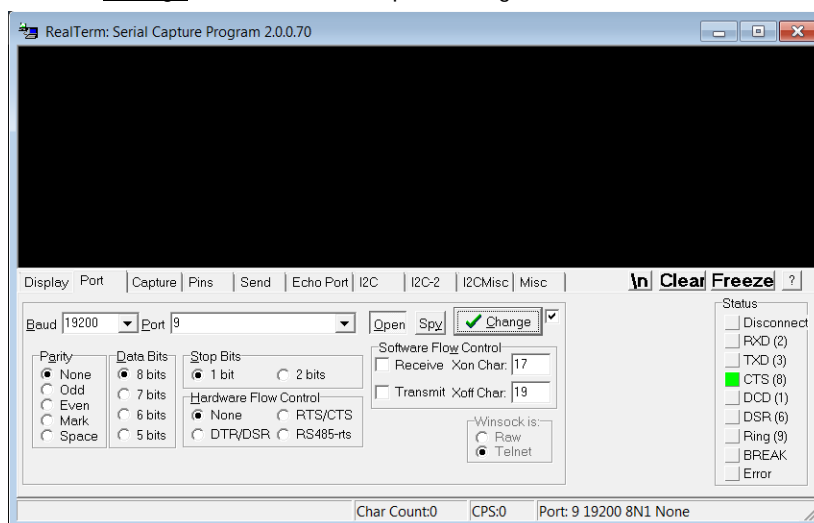 RealTerm: Serial Capture Program 2.0.0.70
Display Port Capture Pins Send Echo Port I2C I2C-2 I2CMisc Misc \n Clear Freeze ?
Baud 19200 Port 9 Open Spy Change
Parity
None
Odd
Even
Mark
Space
Data Bits
8 bits
7 bits
6 bits
5 bits
Stop Bits
1 bit 2 bits
Hardware Flow Control
None RTS/CTS
DTR/DSR RS485-rts
Software Flow Control
Receive Xon Char: 17
Transmit Xoff Char: 19
Winsock is:
Raw
Telnet
Status
Disconnect
RXD (2)
TXD (3)
CTS (8)
DCD (1)
DSR (6)
Ring (9)
BREAK
Error
Char Count:0 CPS:0 Port: 9 19200 8N1 None